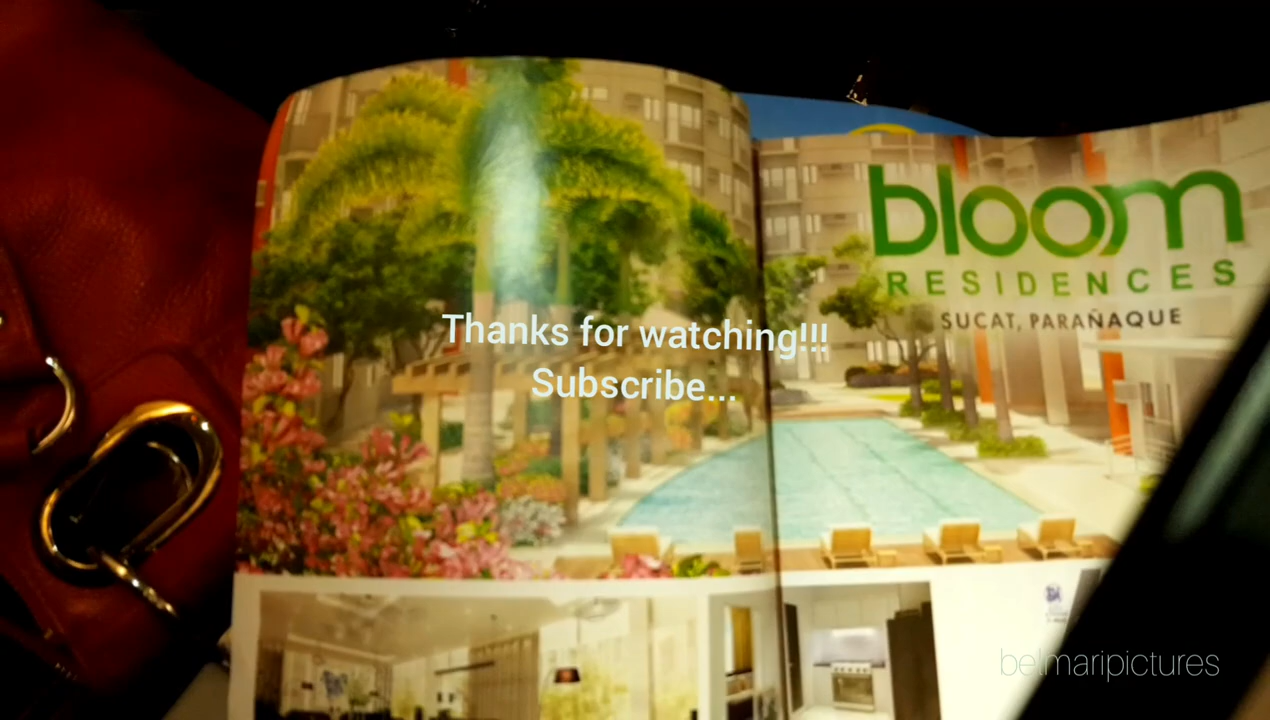 bloom
RESIDENCES
SUCAT, PARAÑAQUE
Thanks for watching!!!
Subscribe...
belmaripictures